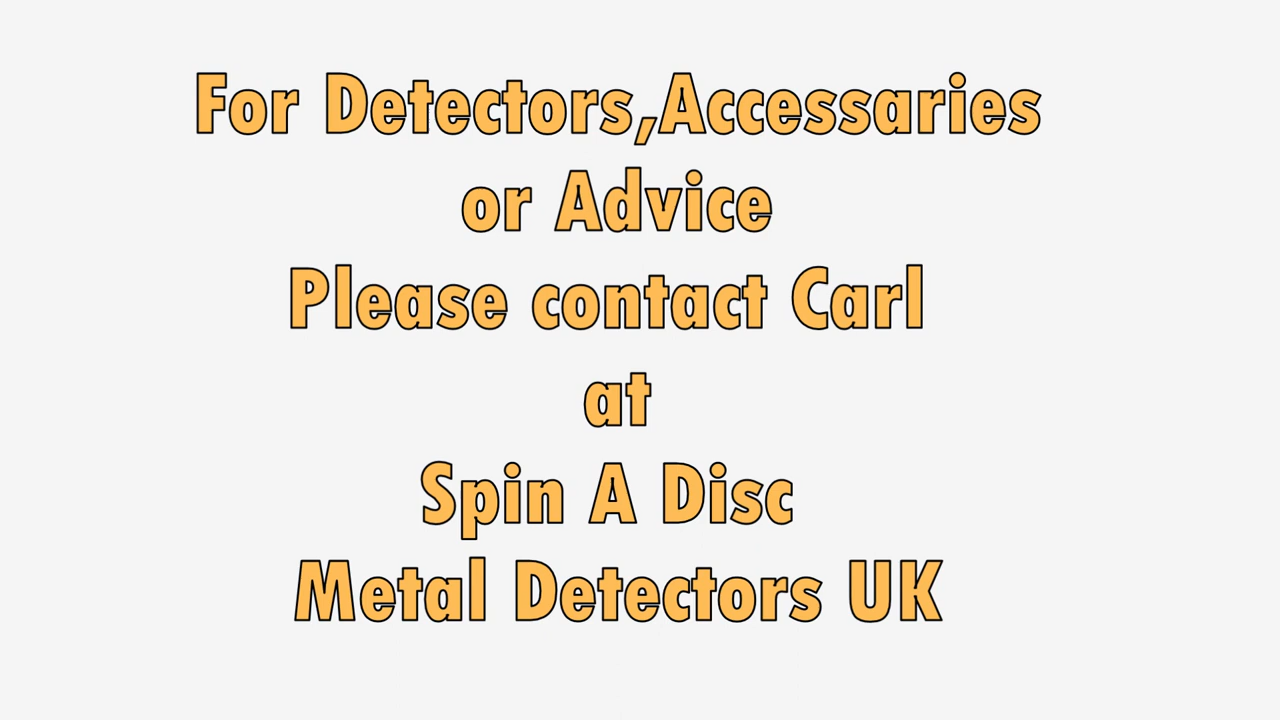 For Detectors,Accessaries
or Advice
Please contact Carl
at
Spin A Disc
Metal Detectors UK